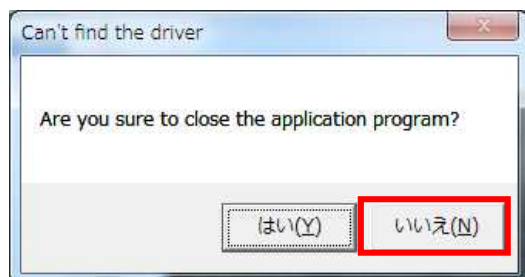 Can't find the driver
Are you sure to close the application program?
はい(Y)
いいえ(N)